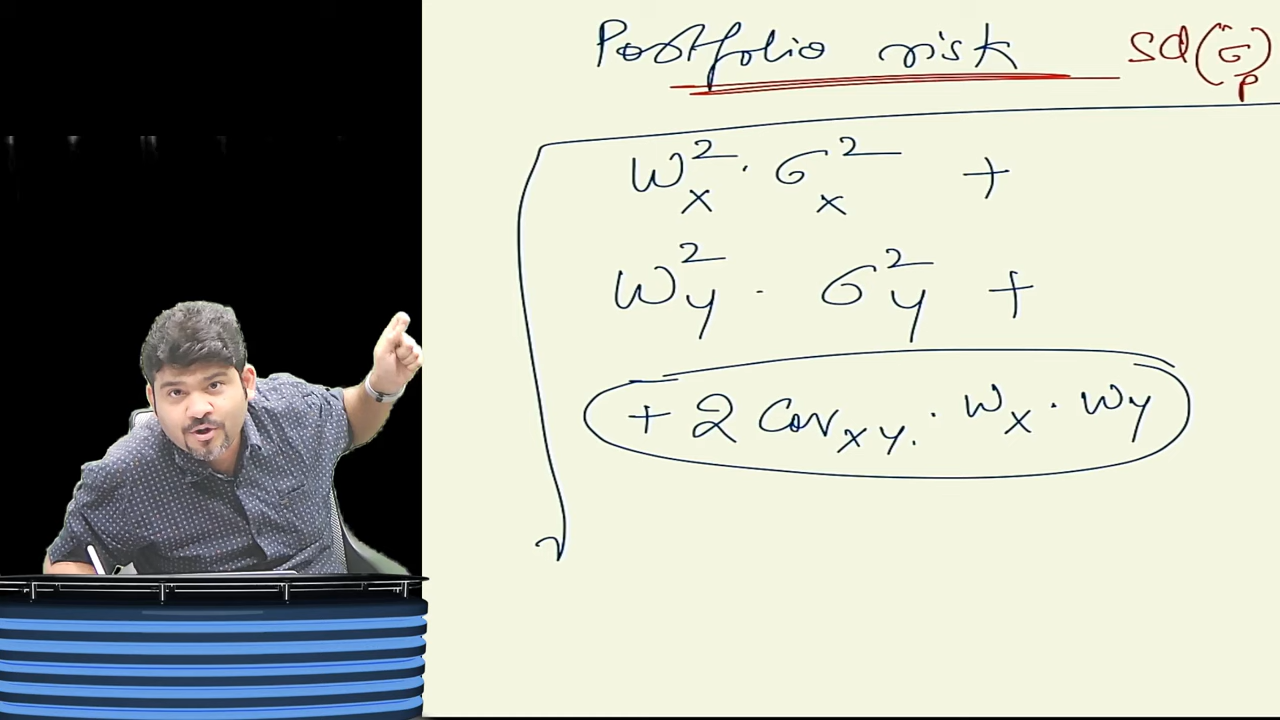 Portfolio risk sd(σp)
√ Wx² · σx² +
Wy² · σy² +
+ 2 Covxy. · Wx · Wy